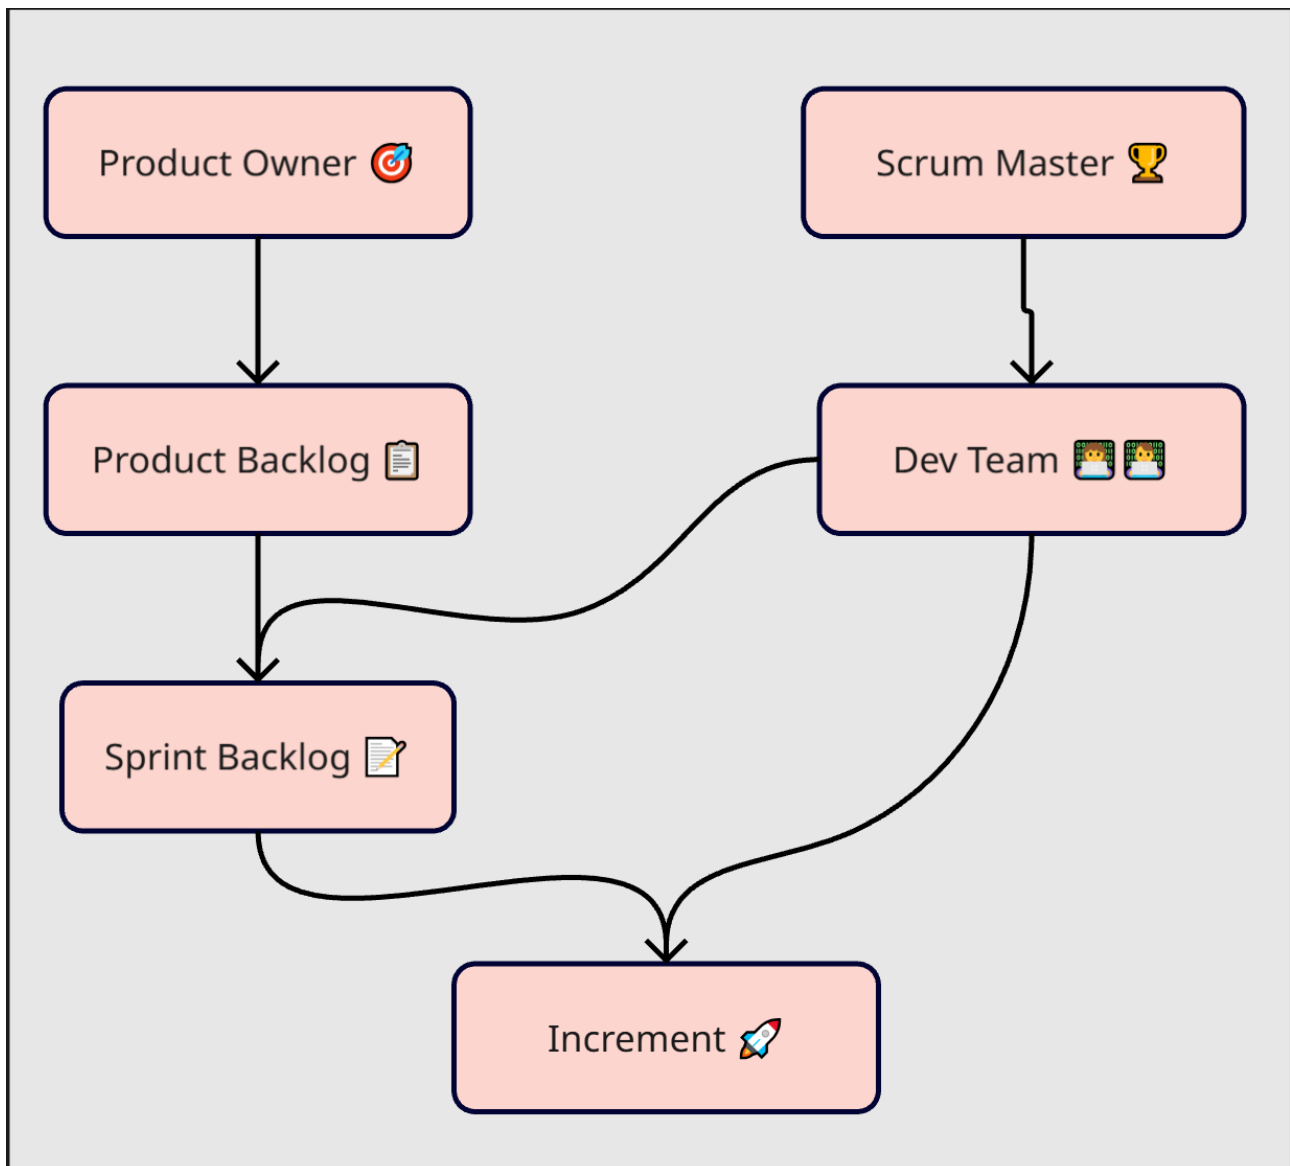 Product Owner 🎯
Scrum Master 🏆
Product Backlog 📋
Dev Team 👩‍💻👨‍💻
Sprint Backlog 📝
Increment 🚀